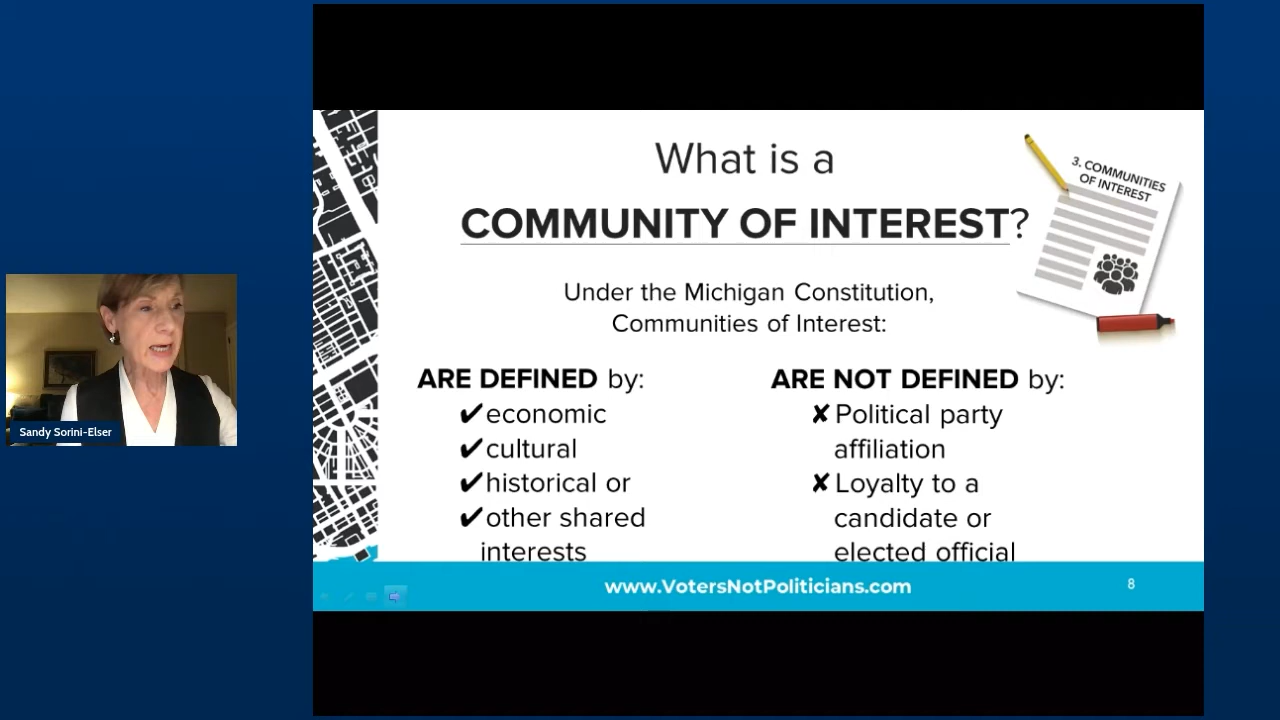 What is a
COMMUNITY OF INTEREST?
3. COMMUNITIES
OF INTEREST
Under the Michigan Constitution,
Communities of Interest:
ARE DEFINED by:
✔economic
✔cultural
✔historical or
✔other shared
interests
ARE NOT DEFINED by:
✘Political party
affiliation
✘Loyalty to a
candidate or
elected official
www.VotersNotPoliticians.com
8
Sandy Sorini-Elser